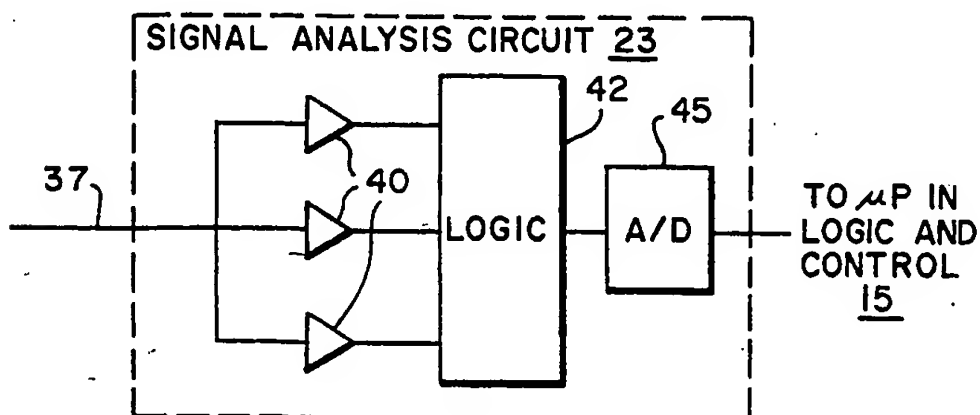 SIGNAL ANALYSIS CIRCUIT 23
42
45
37
40
LOGIC
A/D
TO μP IN
LOGIC AND
CONTROL
15